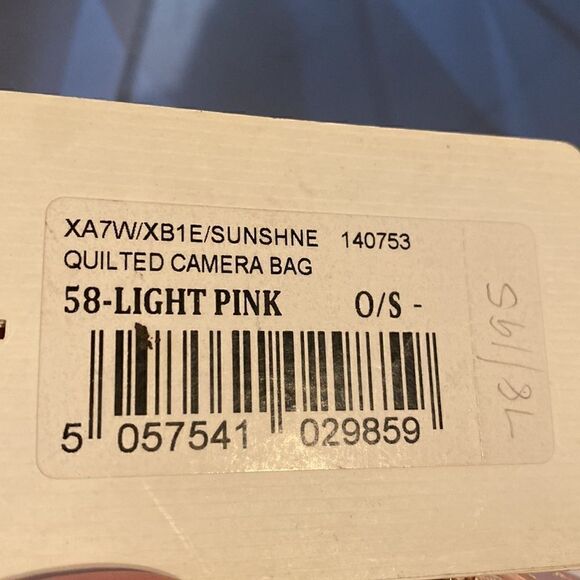 XA7W/XB1E/SUNSHNE 140753
QUILTED CAMERA BAG
58-LIGHT PINK O/S -
5 057541 029859
78/195